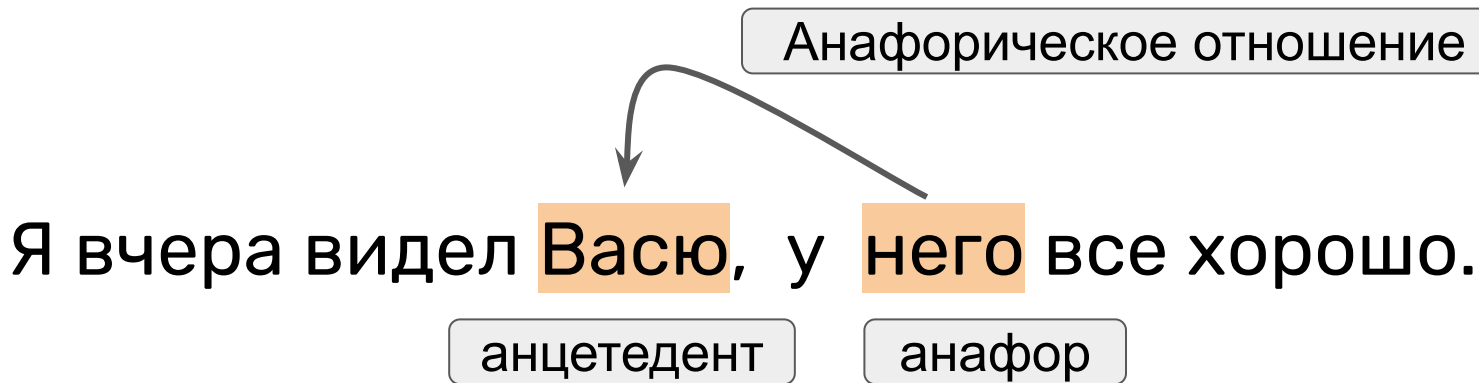 Анафорическое отношение
Я вчера видел Васю, у него все хорошо.
анцетедент анафор